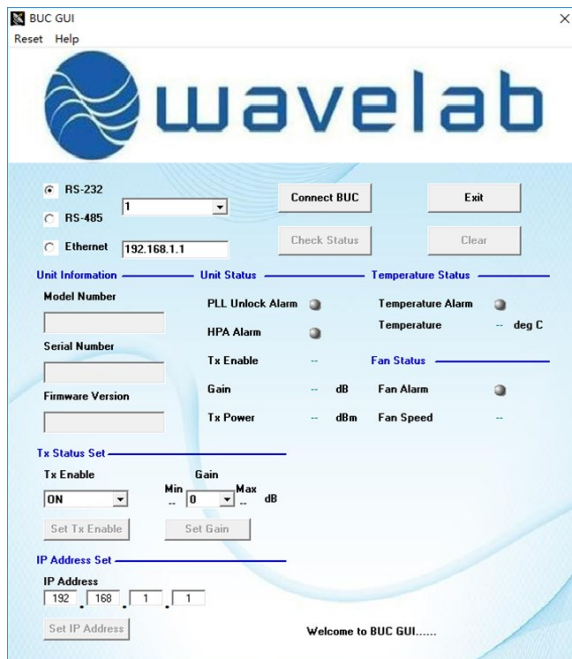 BUC GUI
Reset Help
wavelab
RS-232
RS-485
1
Ethernet 192.168.1.1
Connect BUC Exit
Check Status Clear
Unit Information Unit Status Temperature Status
Model Number
PLL Unlock Alarm Temperature Alarm
HPA Alarm Temperature -- deg C
Serial Number
Tx Enable -- Fan Status
Firmware Version
Gain -- dB Fan Alarm
Tx Power -- dBm Fan Speed --
Tx Status Set
Tx Enable Gain
ON Min -- 0 Max -- dB
Set Tx Enable Set Gain
IP Address Set
IP Address
192 . 168 . 1 . 1
Set IP Address Welcome to BUC GUI......